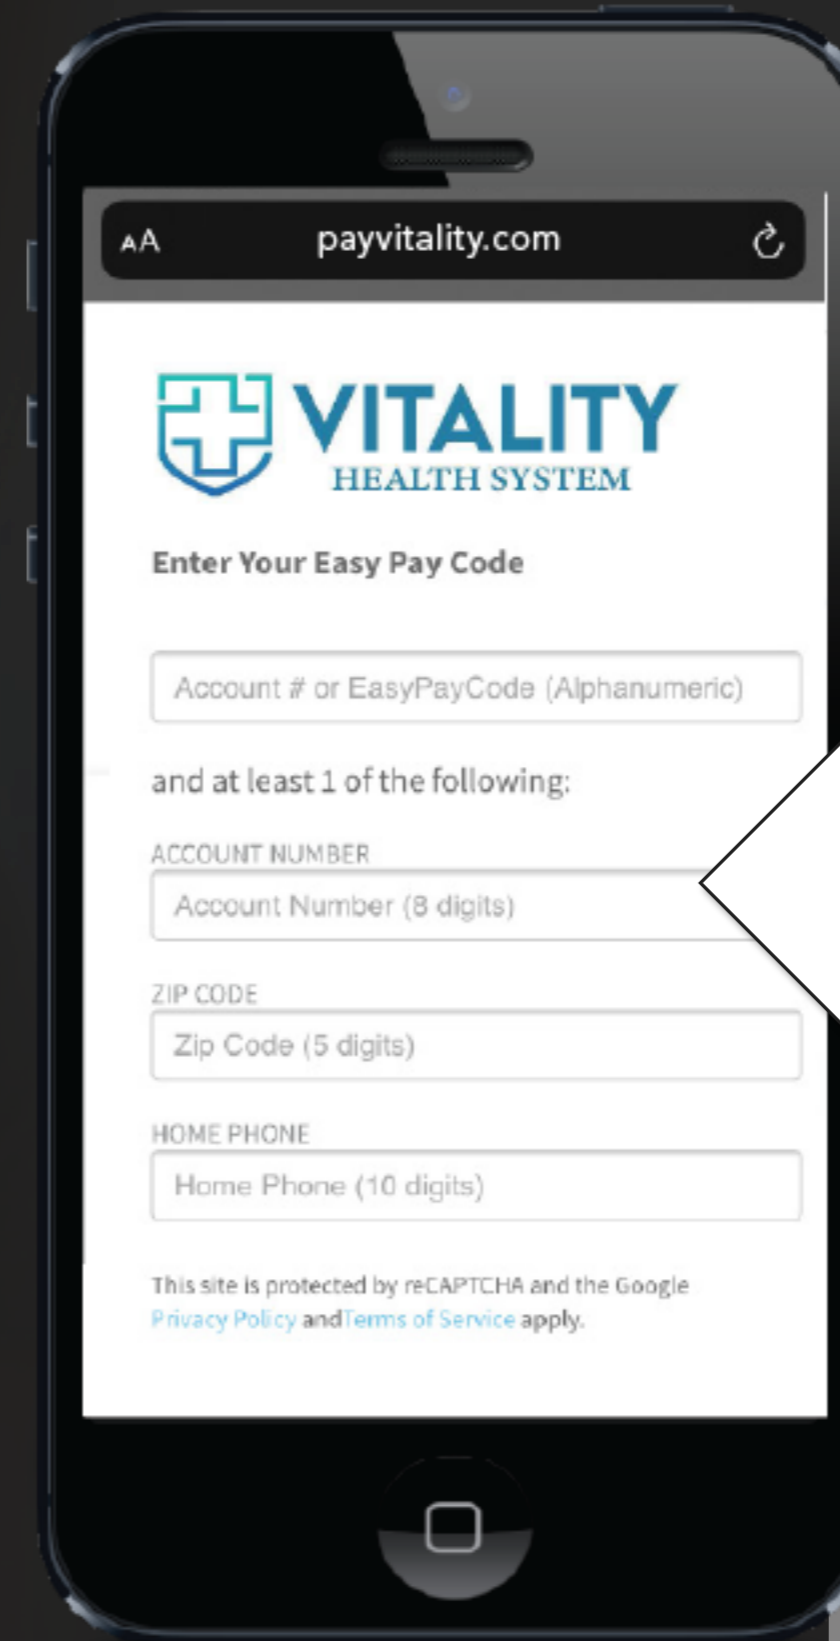 AA payvitality.com
VITALITY
HEALTH SYSTEM
Enter Your Easy Pay Code
Account # or EasyPayCode (Alphanumeric)
and at least 1 of the following:
ACCOUNT NUMBER
Account Number (8 digits)
ZIP CODE
Zip Code (5 digits)
HOME PHONE
Home Phone (10 digits)
This site is protected by reCAPTCHA and the Google
Privacy Policy andTerms of Service apply.